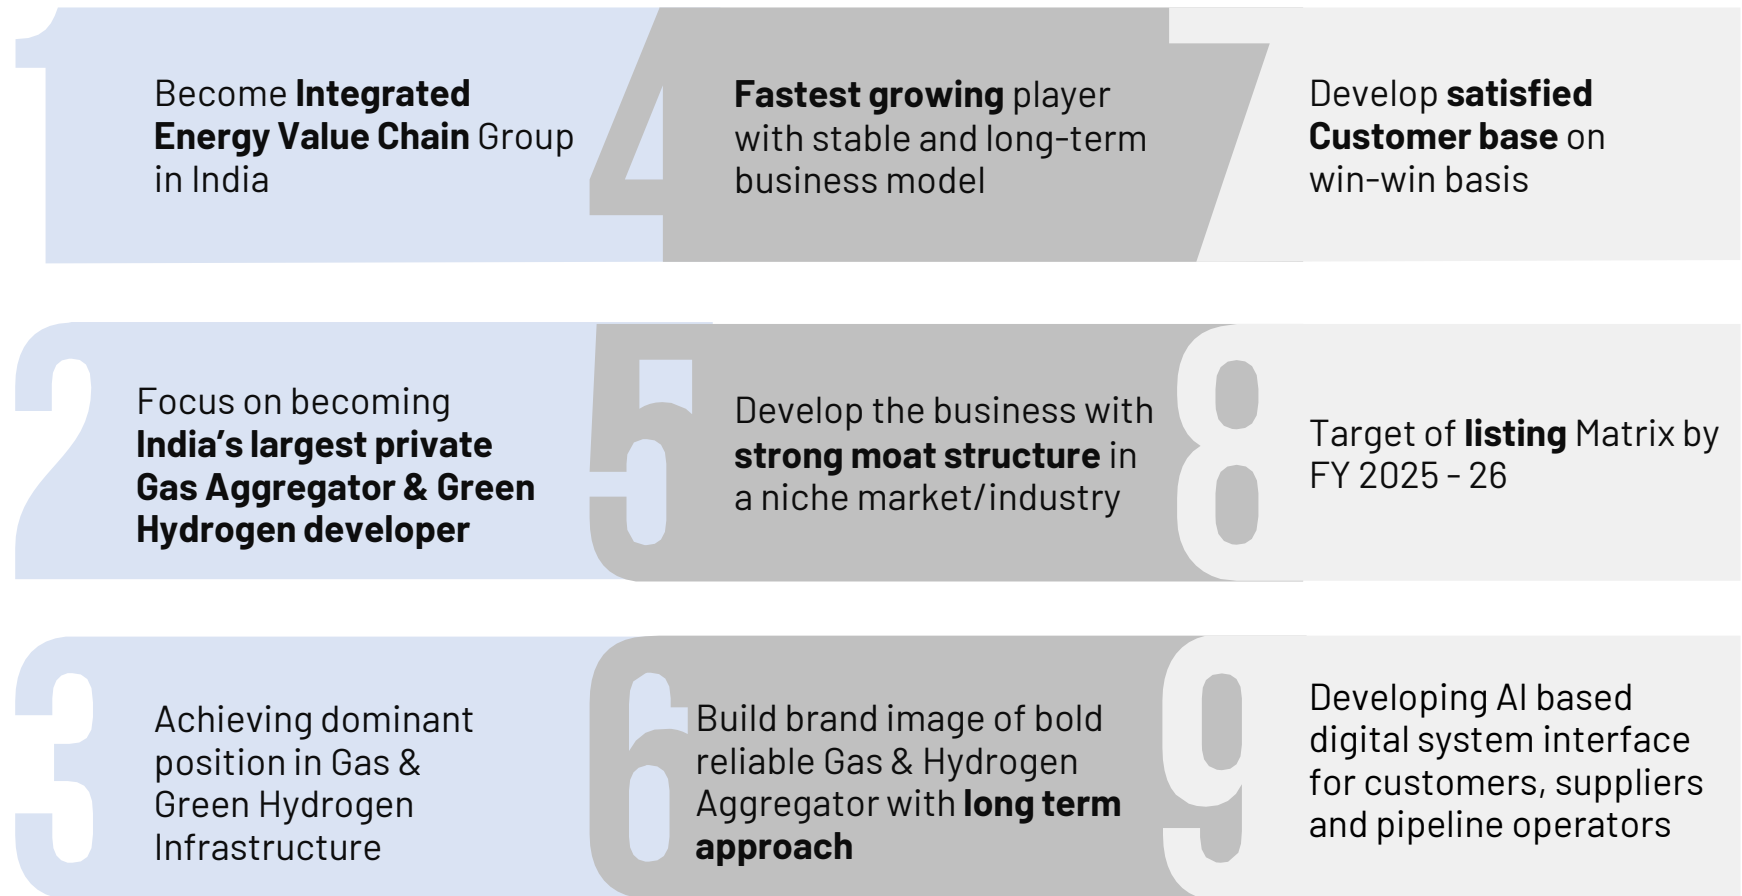 1
Become Integrated
Energy Value Chain Group
in India
2
Focus on becoming
India’s largest private
Gas Aggregator & Green
Hydrogen developer
3
Achieving dominant
position in Gas &
Green Hydrogen
Infrastructure
4
Fastest growing player
with stable and long-term
business model
5
Develop the business with
strong moat structure in
a niche market/industry
6
Build brand image of bold
reliable Gas & Hydrogen
Aggregator with long term
approach
7
Develop satisfied
Customer base on
win-win basis
8
Target of listing Matrix by
FY 2025 - 26
9
Developing AI based
digital system interface
for customers, suppliers
and pipeline operators